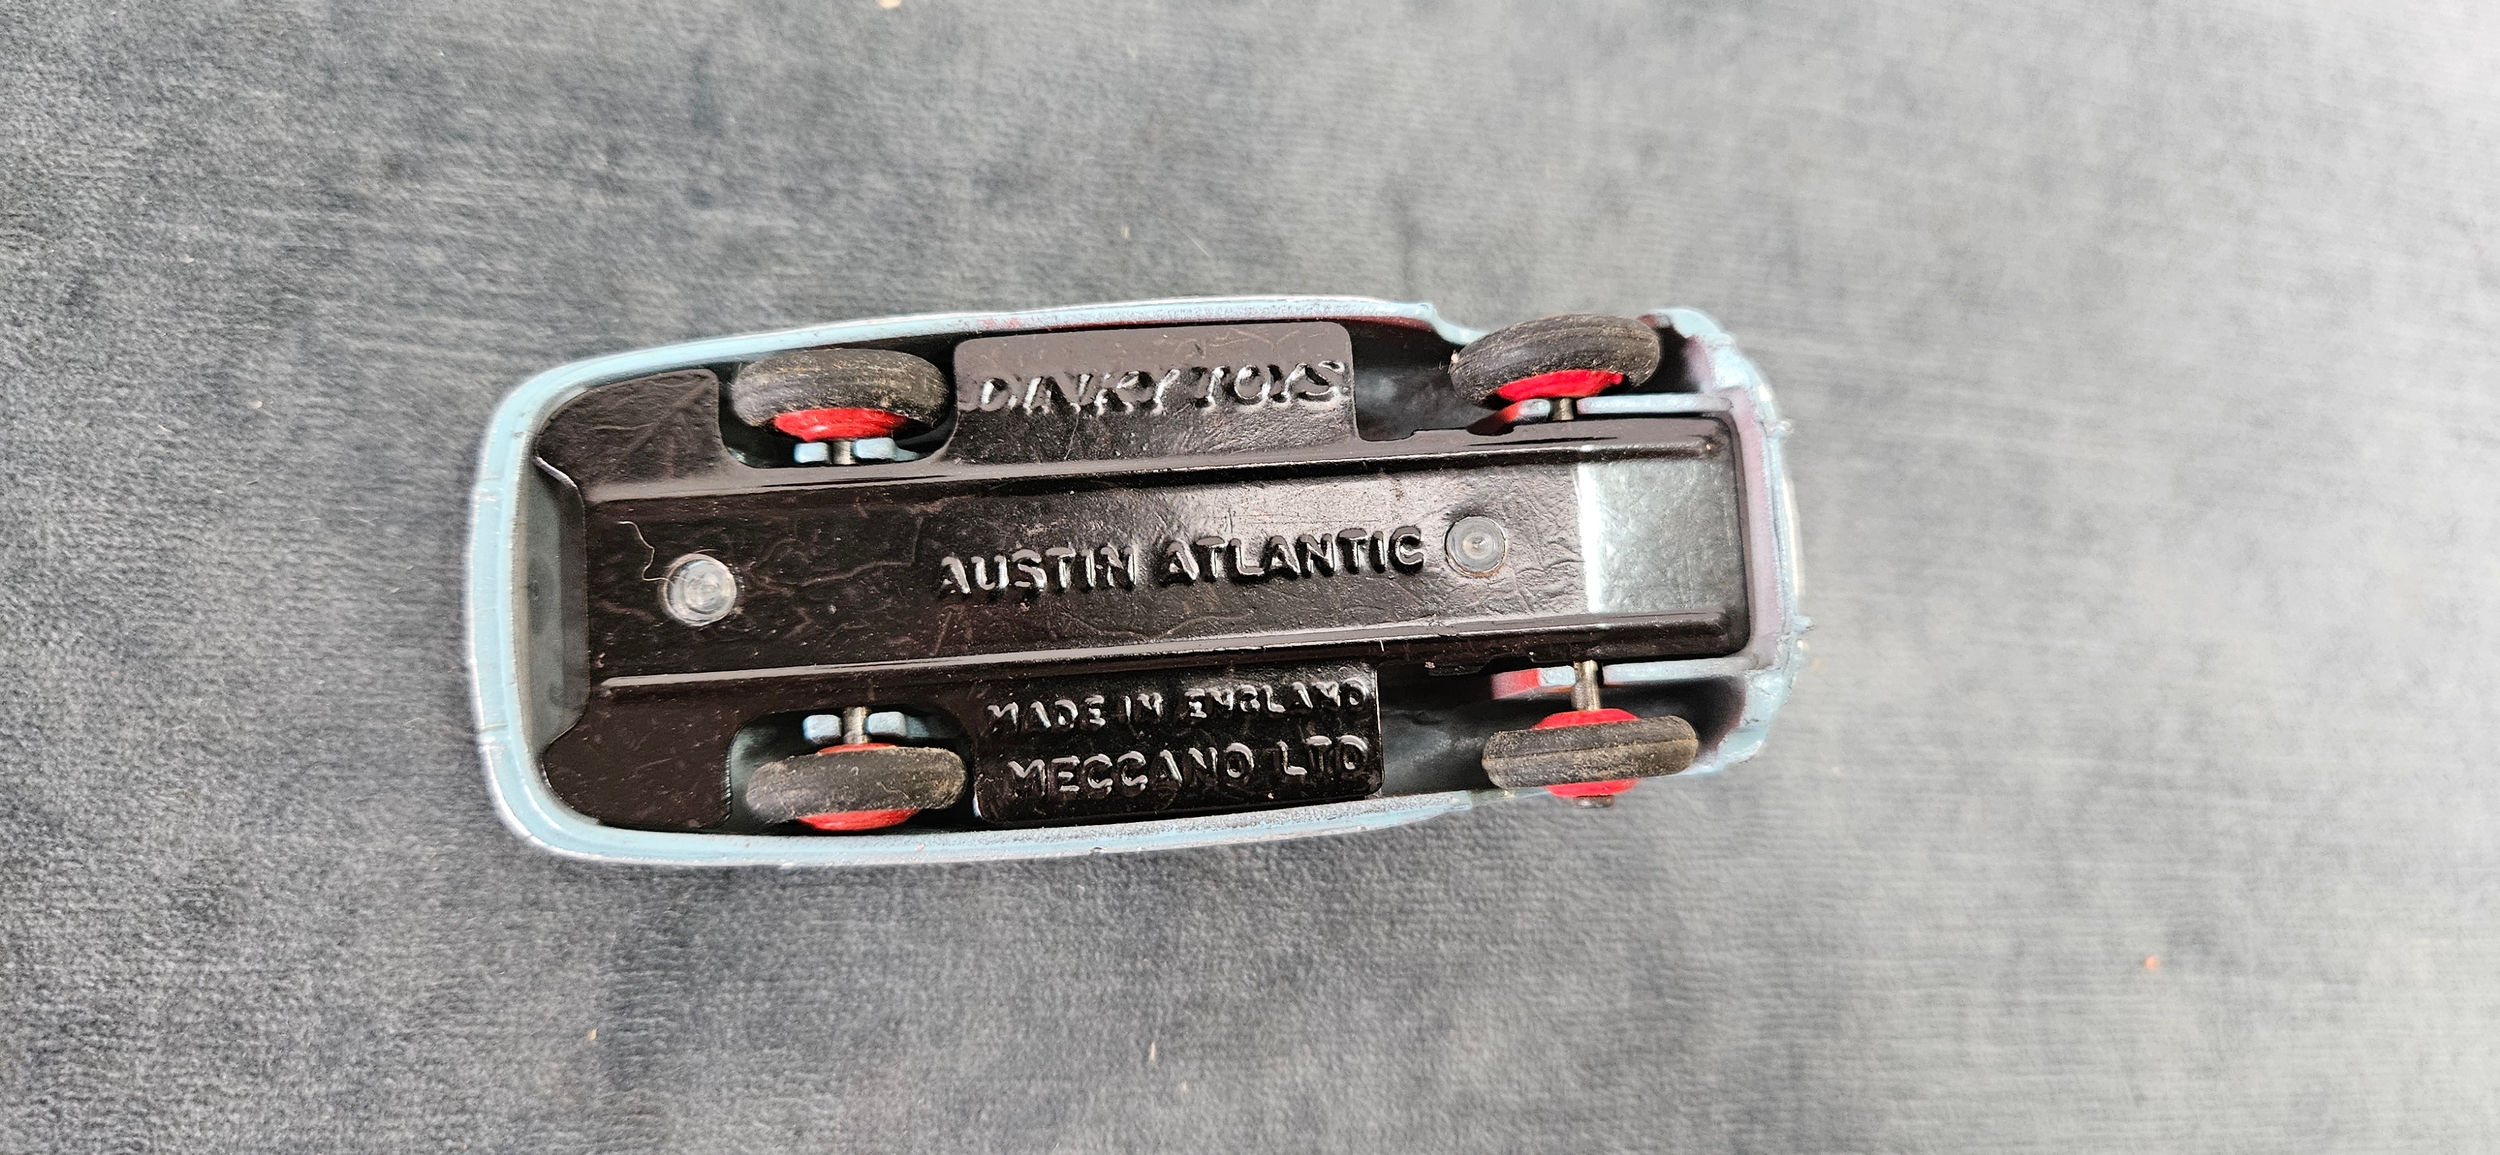 DINKY TOYS
AUSTIN ATLANTIC
MADE IN ENGLAND
MECCANO LTD